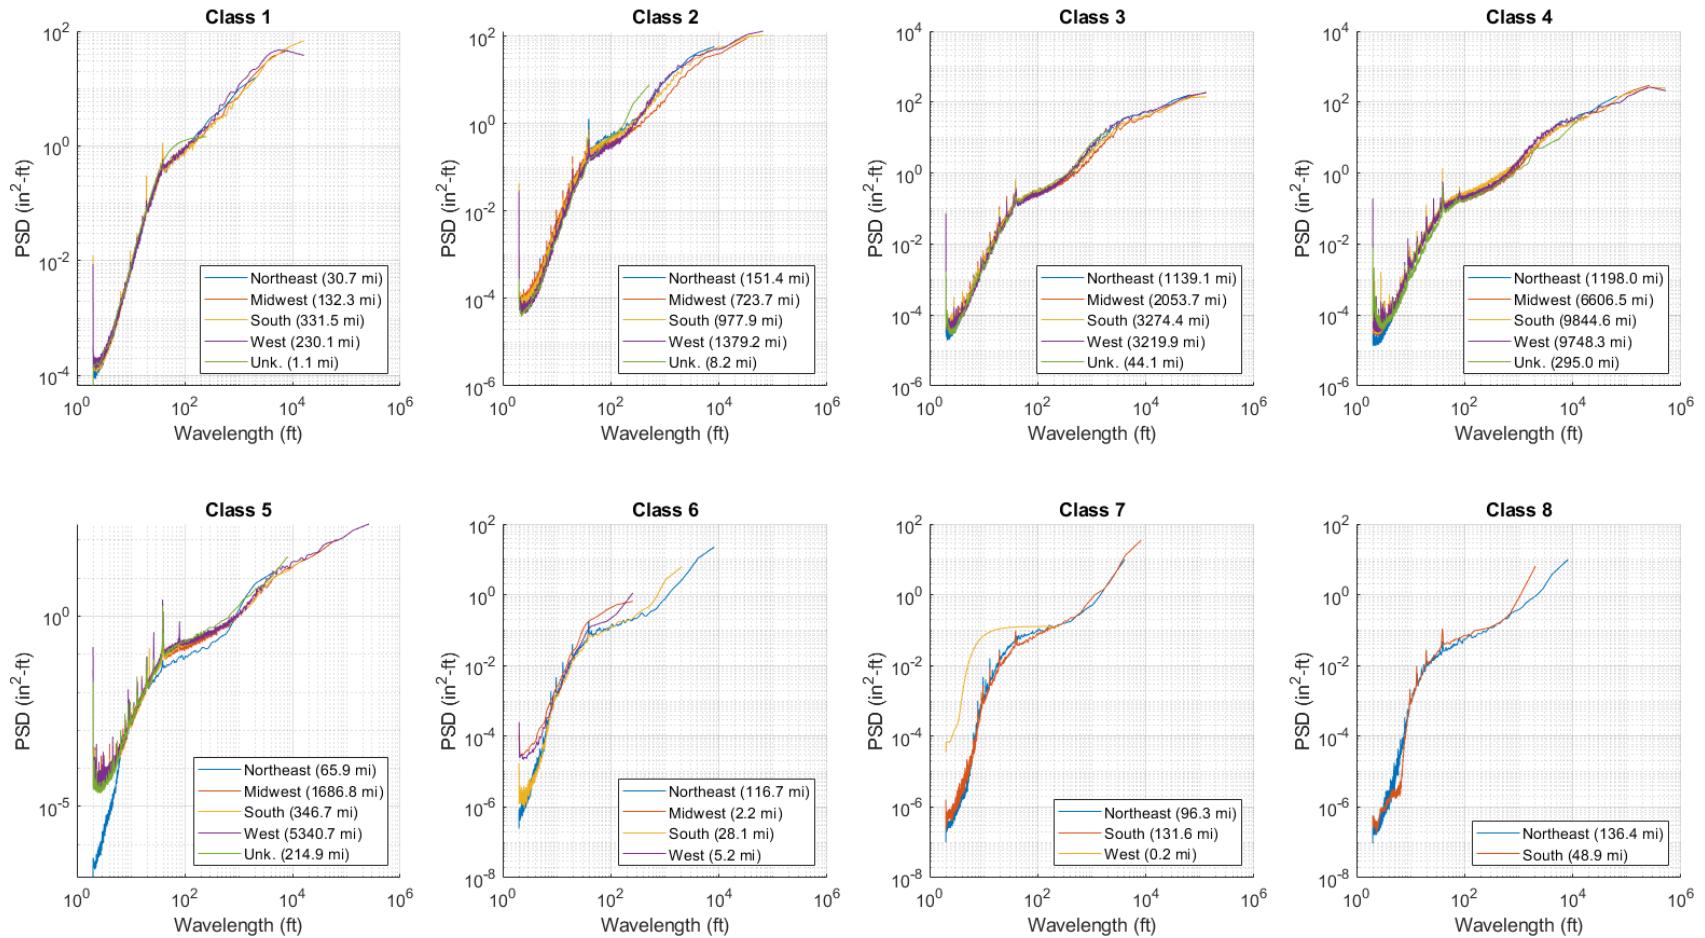 Class 1
10^2
10^0
10^-2
10^-4
PSD (in^2-ft)
Northeast (30.7 mi)
Midwest (132.3 mi)
South (331.5 mi)
West (230.1 mi)
Unk. (1.1 mi)
10^0 10^2 10^4 10^6
Wavelength (ft)
Class 2
10^2
10^0
10^-2
10^-4
10^-6
PSD (in^2-ft)
Northeast (151.4 mi)
Midwest (723.7 mi)
South (977.9 mi)
West (1379.2 mi)
Unk. (8.2 mi)
10^0 10^2 10^4 10^6
Wavelength (ft)
Class 3
10^4
10^2
10^0
10^-2
10^-4
10^-6
PSD (in^2-ft)
Northeast (1139.1 mi)
Midwest (2053.7 mi)
South (3274.4 mi)
West (3219.9 mi)
Unk. (44.1 mi)
10^0 10^2 10^4 10^6
Wavelength (ft)
Class 4
10^4
10^2
10^0
10^-2
10^-4
10^-6
PSD (in^2-ft)
Northeast (1198.0 mi)
Midwest (6606.5 mi)
South (9844.6 mi)
West (9748.3 mi)
Unk. (295.0 mi)
10^0 10^2 10^4 10^6
Wavelength (ft)
Class 5
10^0
10^-5
PSD (in^2-ft)
Northeast (65.9 mi)
Midwest (1686.8 mi)
South (346.7 mi)
West (5340.7 mi)
Unk. (214.9 mi)
10^0 10^2 10^4 10^6
Wavelength (ft)
Class 6
10^2
10^0
10^-2
10^-4
10^-6
10^-8
PSD (in^2-ft)
Northeast (116.7 mi)
Midwest (2.2 mi)
South (28.1 mi)
West (5.2 mi)
10^0 10^2 10^4 10^6
Wavelength (ft)
Class 7
10^2
10^0
10^-2
10^-4
10^-6
10^-8
PSD (in^2-ft)
Northeast (96.3 mi)
South (131.6 mi)
West (0.2 mi)
10^0 10^2 10^4 10^6
Wavelength (ft)
Class 8
10^2
10^0
10^-2
10^-4
10^-6
10^-8
PSD (in^2-ft)
Northeast (136.4 mi)
South (48.9 mi)
10^0 10^2 10^4 10^6
Wavelength (ft)